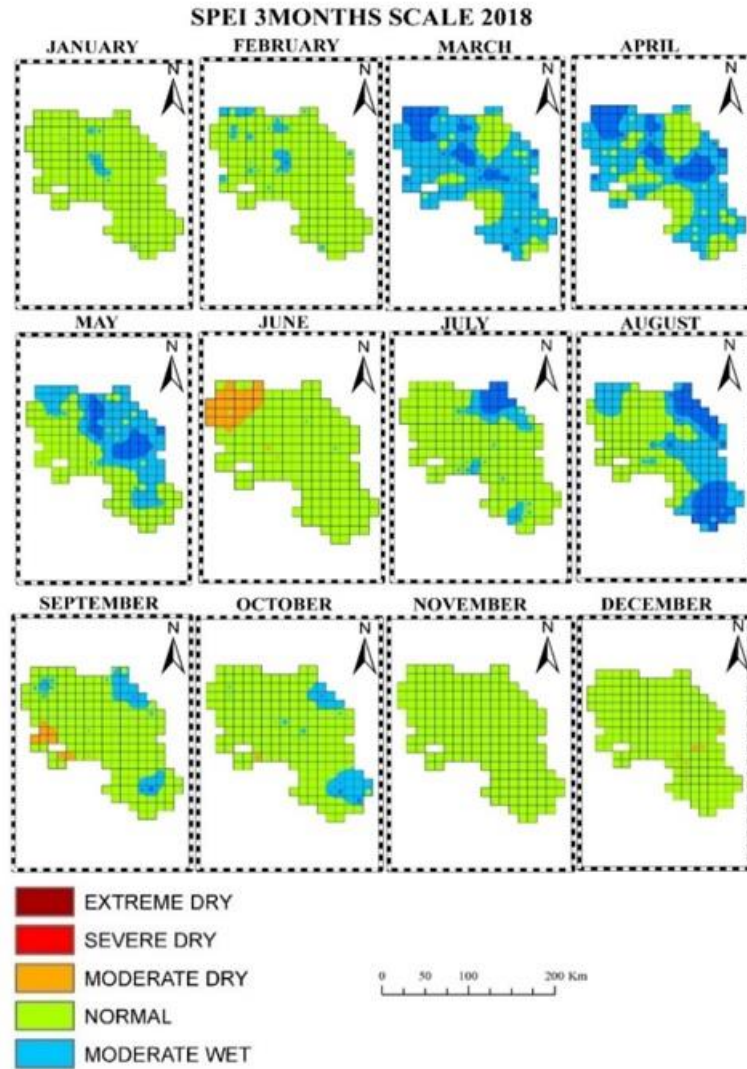 SPEI 3MONTHS SCALE 2018
JANUARY FEBRUARY MARCH APRIL
N N N N
MAY JUNE JULY AUGUST
N N N N
SEPTEMBER OCTOBER NOVEMBER DECEMBER
N N N N
EXTREME DRY
SEVERE DRY
MODERATE DRY
NORMAL
MODERATE WET
0 50 100 200 Km